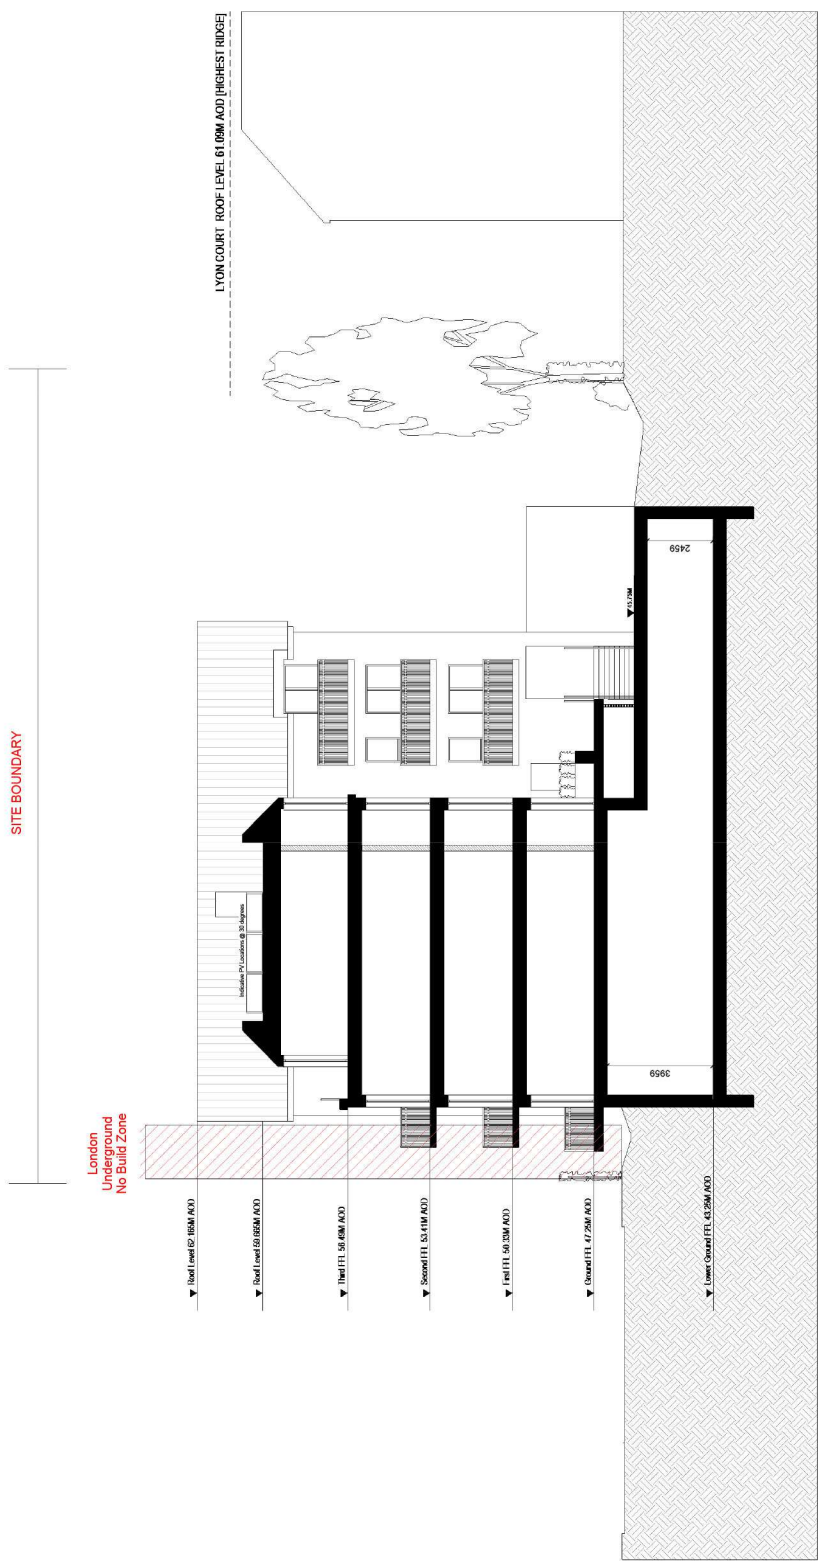 LYON COURT ROOF LEVEL 61.09M AOD [HIGHEST RIDGE]
SITE BOUNDARY
London
Underground
No Build Zone
Indicative PV Locations @ 30 degrees
2459
45.79M
3959
Roof Level 62.165M AOD
Roof Level 59.665M AOD
Third FFL 56.49M AOD
Second FFL 53.41M AOD
First FFL 50.33M AOD
Ground FFL 47.25M AOD
Lower Ground FFL 43.25M AOD